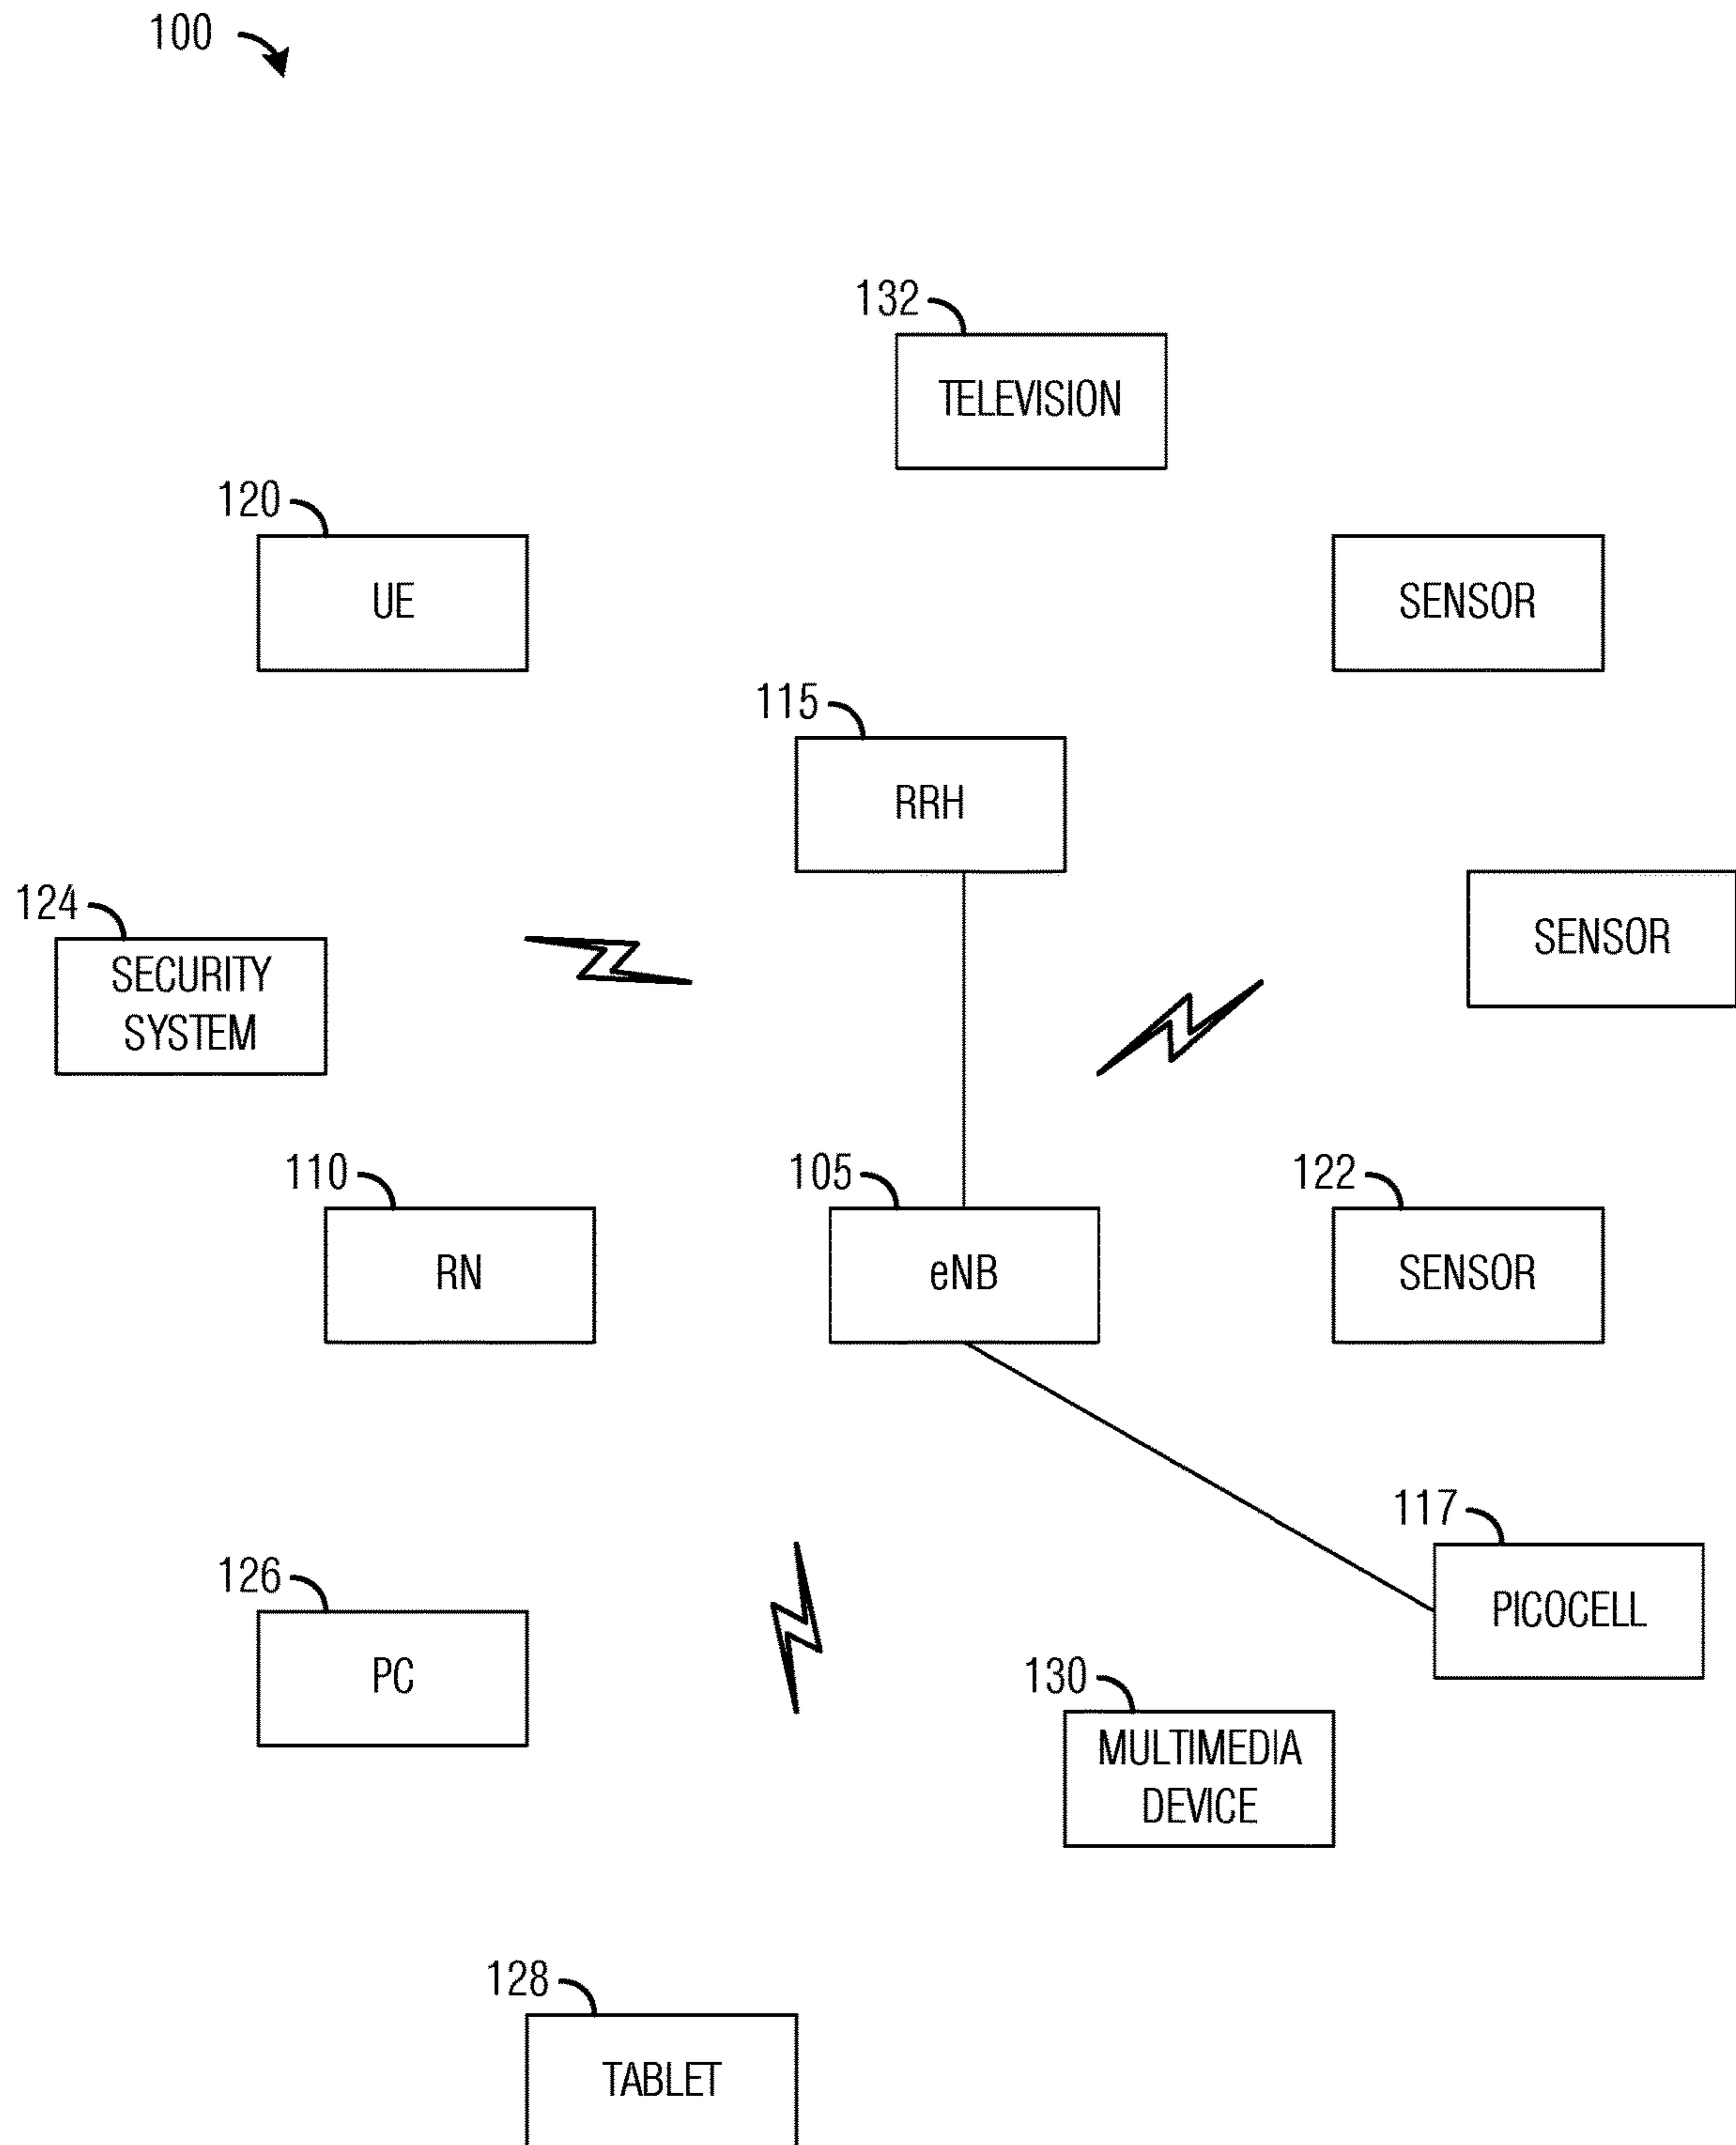 100
132
TELEVISION
120
UE
SENSOR
115
RRH
124
SECURITY
SYSTEM
SENSOR
110
RN
105
eNB
122
SENSOR
117
PICOCELL
126
PC
130
MULTIMEDIA
DEVICE
128
TABLET